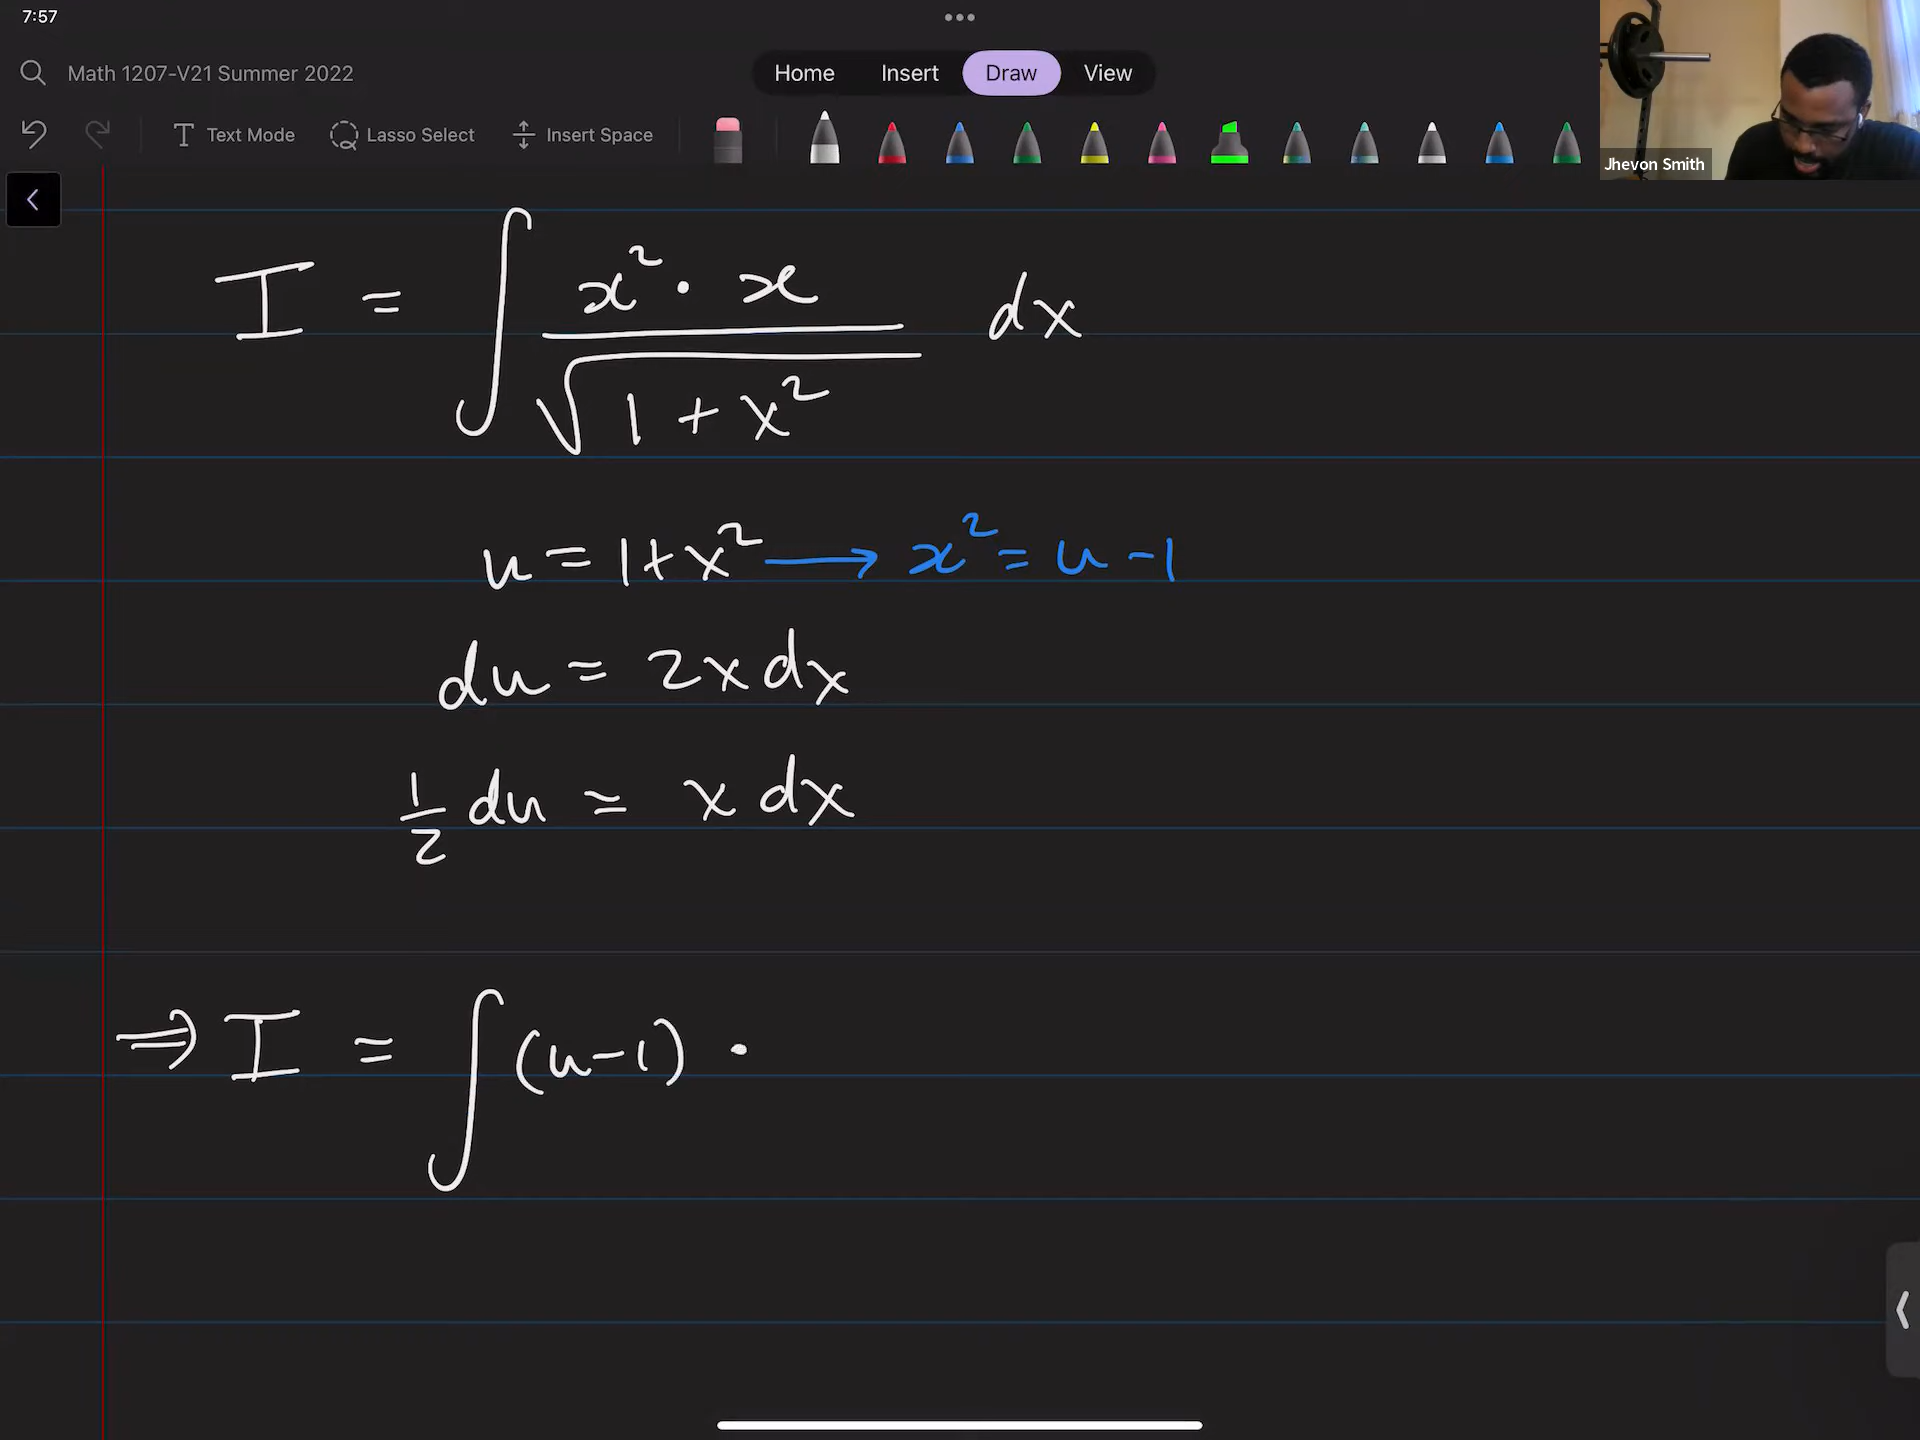 7:57
Math 1207-V21 Summer 2022
Home Insert Draw View
Text Mode Lasso Select Insert Space
Jhevon Smith
I = ∫ x² · x / √(1 + x²) dx
u = 1 + x² → x² = u - 1
du = 2x dx
1/2 du = x dx
⇒ I = ∫ (u - 1) ·